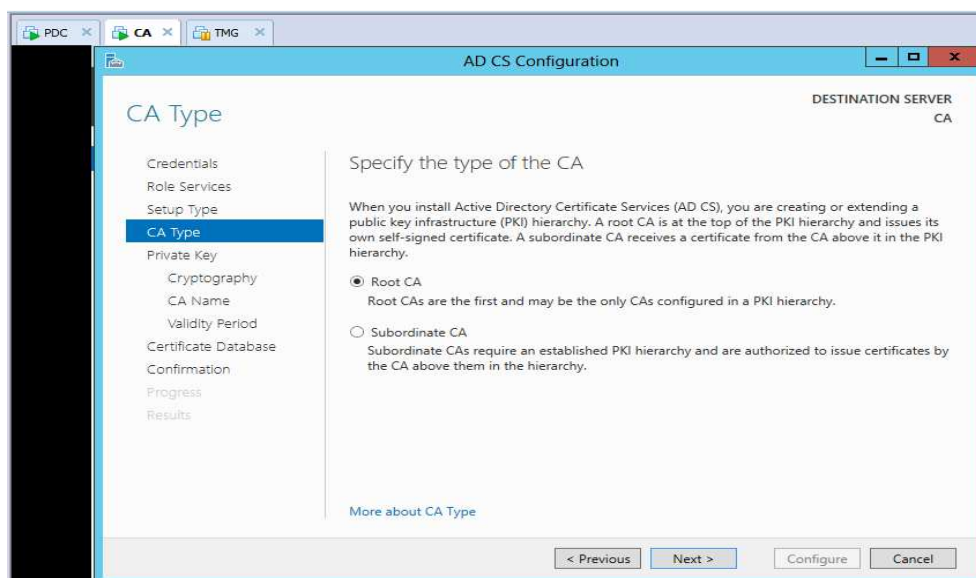 PDC × CA × TMG ×
AD CS Configuration
CA Type
DESTINATION SERVER
CA
Credentials
Role Services
Setup Type
CA Type
Private Key
Cryptography
CA Name
Validity Period
Certificate Database
Confirmation
Progress
Results
Specify the type of the CA
When you install Active Directory Certificate Services (AD CS), you are creating or extending a
public key infrastructure (PKI) hierarchy. A root CA is at the top of the PKI hierarchy and issues its
own self-signed certificate. A subordinate CA receives a certificate from the CA above it in the PKI
hierarchy.
Root CA
Root CAs are the first and may be the only CAs configured in a PKI hierarchy.
Subordinate CA
Subordinate CAs require an established PKI hierarchy and are authorized to issue certificates by
the CA above them in the hierarchy.
More about CA Type
< Previous Next > Configure Cancel